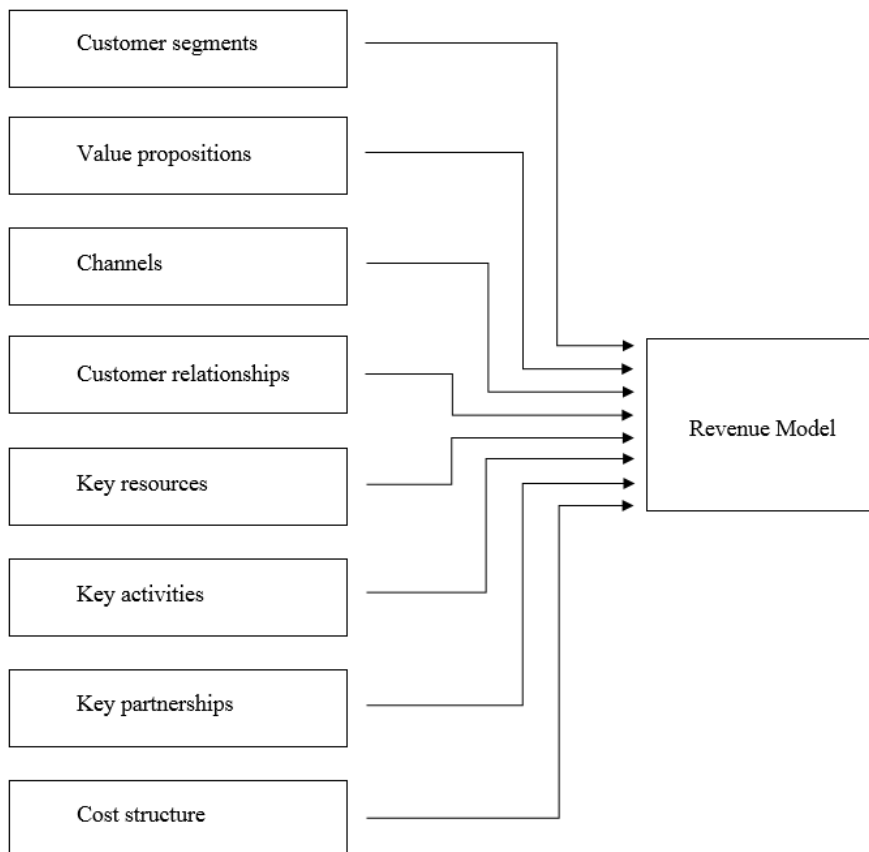 Customer segments
Value propositions
Channels
Customer relationships
Key resources
Key activities
Key partnerships
Cost structure
Revenue Model